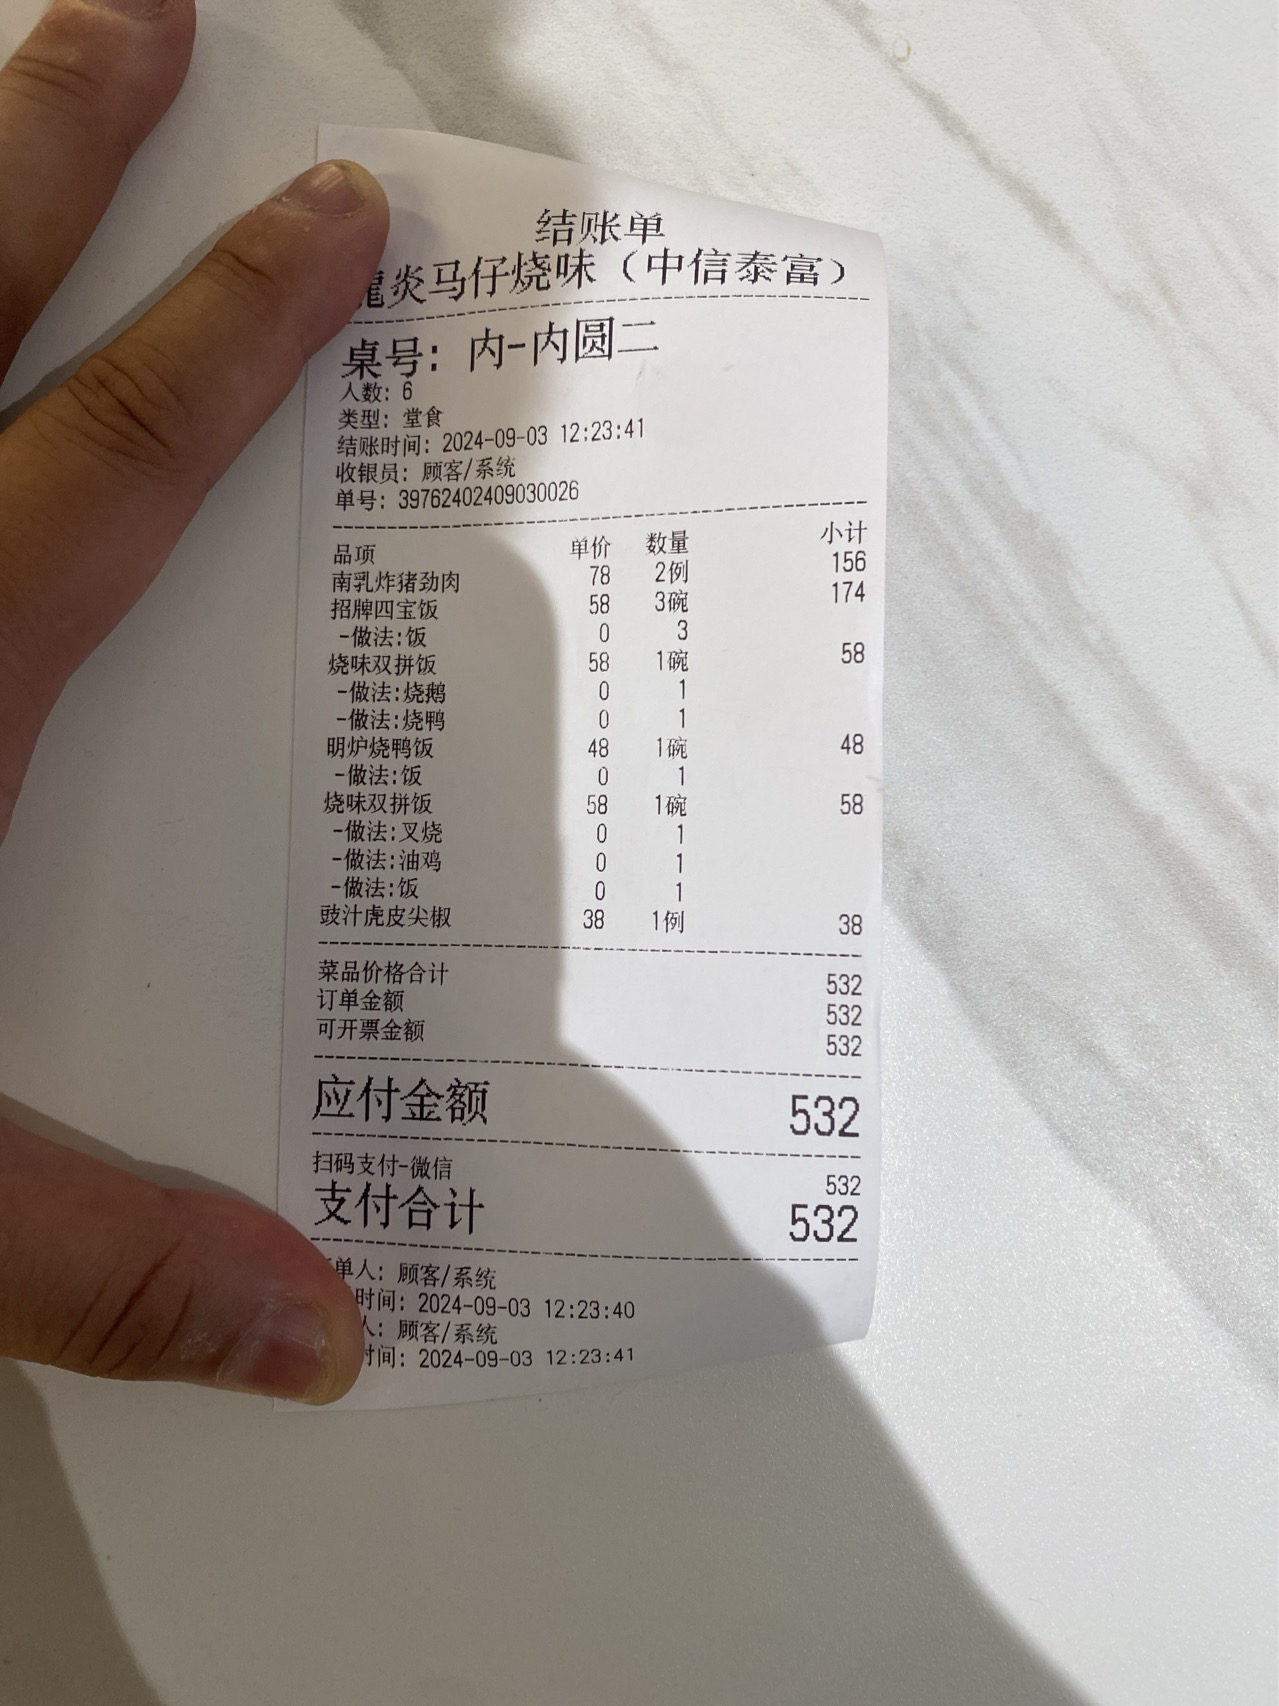 结账单
龍炎马仔烧味（中信泰富）
桌号: 内-内圆二
人数: 6
类型: 堂食
结账时间: 2024-09-03 12:23:41
收银员: 顾客/系统
单号: 39762402409030026
品项 单价 数量 小计
南乳炸猪劲肉 78 2例 156
招牌四宝饭 58 3碗 174
-做法:饭 0 3
烧味双拼饭 58 1碗 58
-做法:烧鹅 0 1
-做法:烧鸭 0 1
明炉烧鸭饭 48 1碗 48
-做法:饭 0 1
烧味双拼饭 58 1碗 58
-做法:叉烧 0 1
-做法:油鸡 0 1
-做法:饭 0 1
豉汁虎皮尖椒 38 1例 38
菜品价格合计 532
订单金额 532
可开票金额 532
应付金额 532
扫码支付-微信 532
支付合计 532
单人: 顾客/系统
时间: 2024-09-03 12:23:40
人: 顾客/系统
时间: 2024-09-03 12:23:41